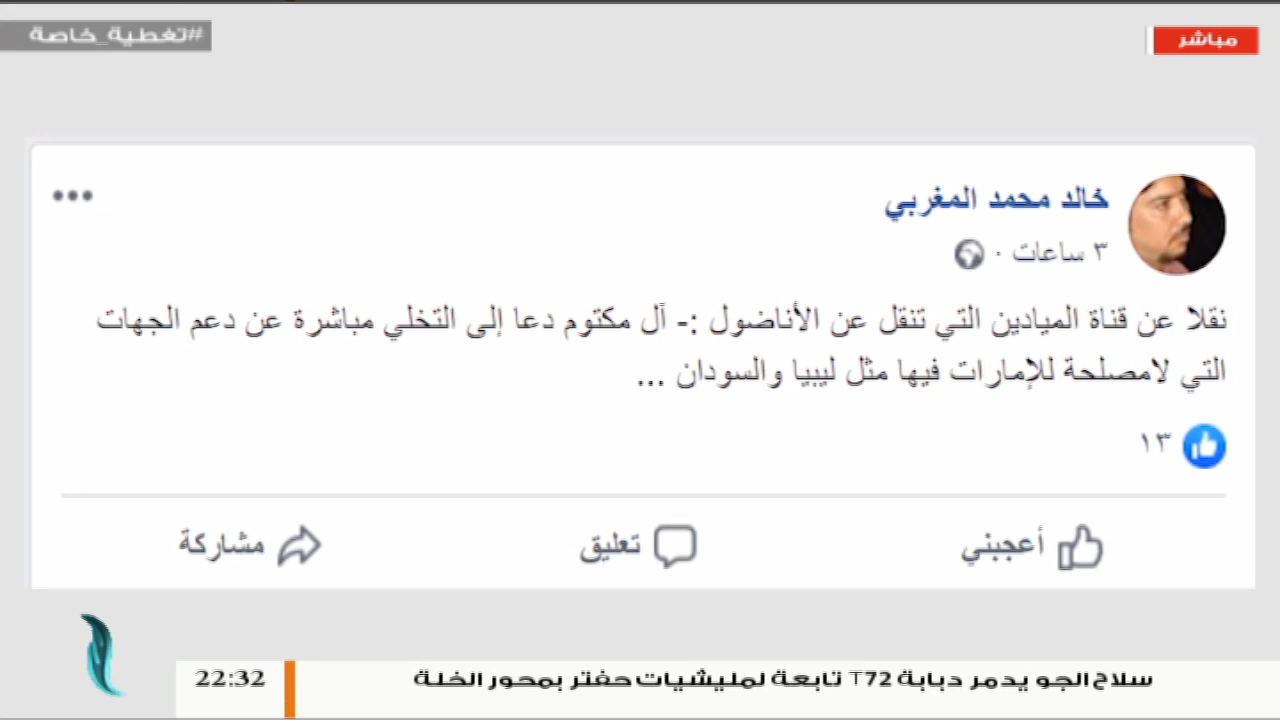 #تغطية_خاصة
مباشر
خالد محمد المغربي
٣ ساعات ·
نقلا عن قناة الميادين التي تنقل عن الأناضول :- آل مكتوم دعا إلى التخلي مباشرة عن دعم الجهات
التي لامصلحة للإمارات فيها مثل ليبيا والسودان ...
١٣
أعجبني
تعليق
مشاركة
سلاح الجو يدمر دبابة T72 تابعة لمليشيات حفتر بمحور الخلة
22:32